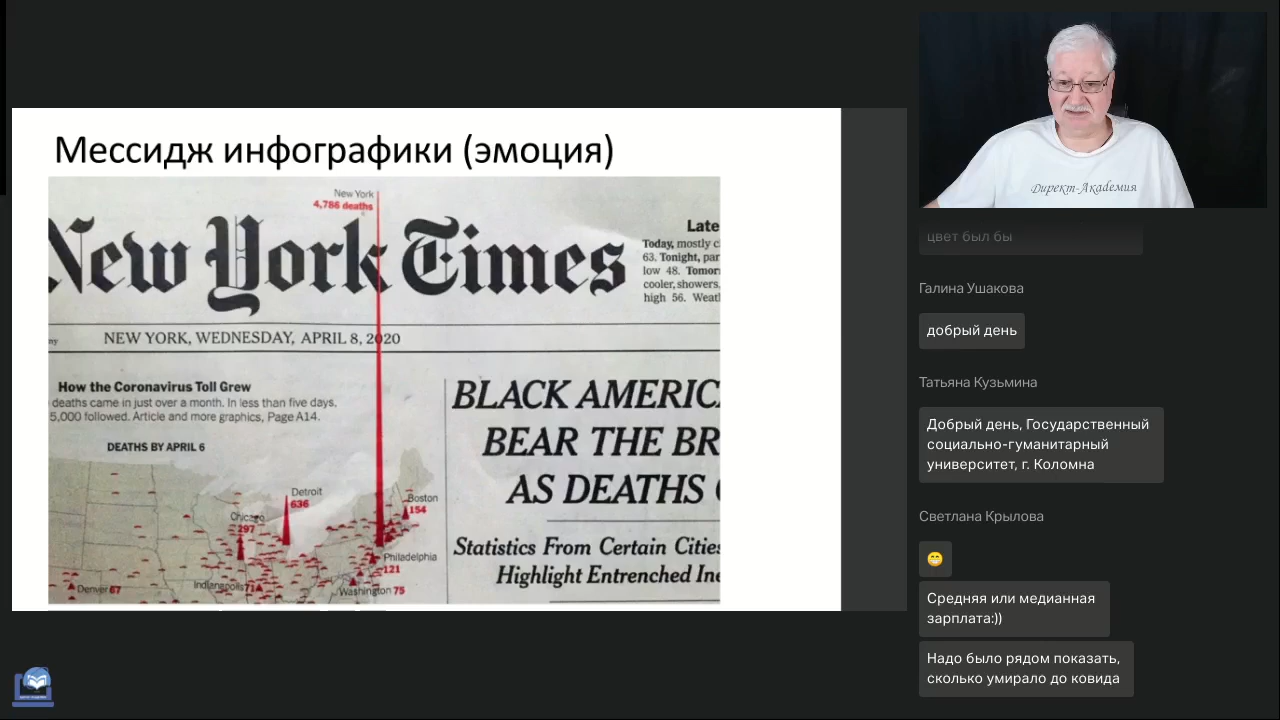 Мессидж инфографики (эмоция)
New York
4,786 deaths
New York Times
Late
Today, mostly c
63. Tonight, par
low 48. Tomor
cooler, showers,
high 56. Weat
ny
NEW YORK, WEDNESDAY, APRIL 8, 2020
How the Coronavirus Toll Grew
deaths came in just over a month. In less than five days,
5,000 followed. Article and more graphics, Page A14.
DEATHS BY APRIL 6
Detroit
636
Boston
154
Chicago
297
Philadelphia
121
Denver 67
Indianapolis 71
Washington 75
BLACK AMERIC
BEAR THE BR
AS DEATHS
Statistics From Certain Cities
Highlight Entrenched Ine
Директ-Академия
цвет был бы
Галина Ушакова
добрый день
Татьяна Кузьмина
Добрый день, Государственный
социально-гуманитарный
университет, г. Коломна
Светлана Крылова
Средняя или медианная
зарплата:))
Надо было рядом показать,
сколько умирало до ковида